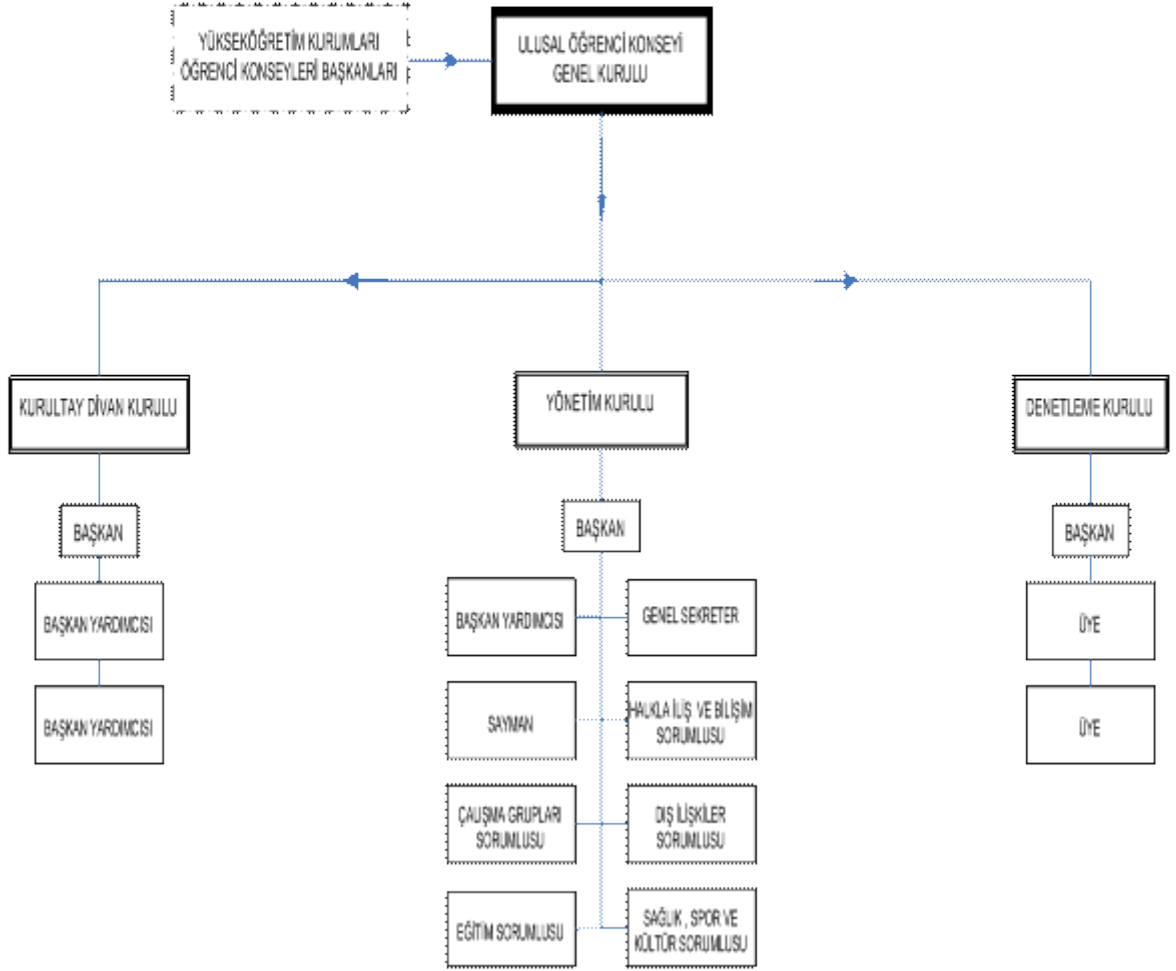 YÜKSEKÖĞRETİM KURUMLARI
ÖĞRENCİ KONSEYLERİ BAŞKANLARI
ULUSAL ÖĞRENCİ KONSEYİ
GENEL KURULU
KURULTAY DİVAN KURULU
BAŞKAN
BAŞKAN YARDIMCISI
BAŞKAN YARDIMCISI
YÖNETİM KURULU
BAŞKAN
BAŞKAN YARDIMCISI
GENEL SEKRETER
SAYMAN
HALKLA İLİŞ VE BİLİŞİM
SORUMLUSU
ÇALIŞMA GRUPLARI
SORUMLUSU
DIŞ İLİŞKİLER
SORUMLUSU
EĞİTİM SORUMLUSU
SAĞLIK , SPOR VE
KÜLTÜR SORUMLUSU
DENETLEME KURULU
BAŞKAN
ÜYE
ÜYE